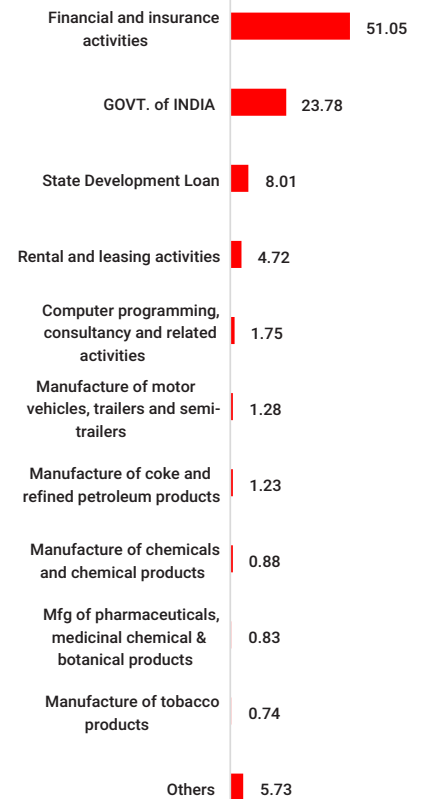 Financial and insurance
activities
51.05
GOVT. of INDIA
23.78
State Development Loan
8.01
Rental and leasing activities
4.72
Computer programming,
consultancy and related
activities
1.75
Manufacture of motor
vehicles, trailers and semi-
trailers
1.28
Manufacture of coke and
refined petroleum products
1.23
Manufacture of chemicals
and chemical products
0.88
Mfg of pharmaceuticals,
medicinal chemical &
botanical products
0.83
Manufacture of tobacco
products
0.74
Others
5.73